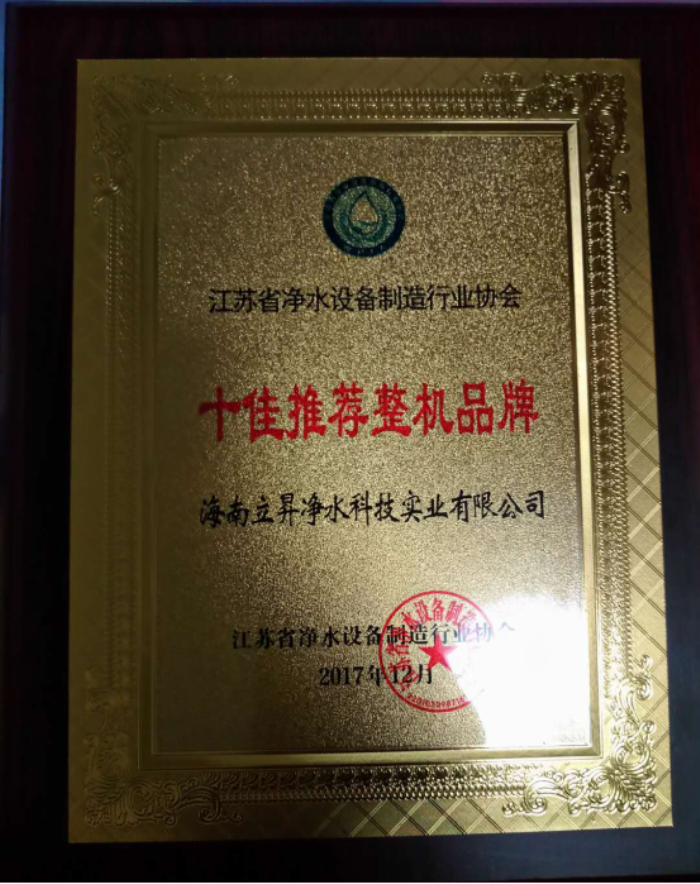 江苏省净水设备制造行业协会
十佳推荐整机品牌
海南立昇净水科技实业有限公司
江苏省净水设备制造行业协会
2017年12月